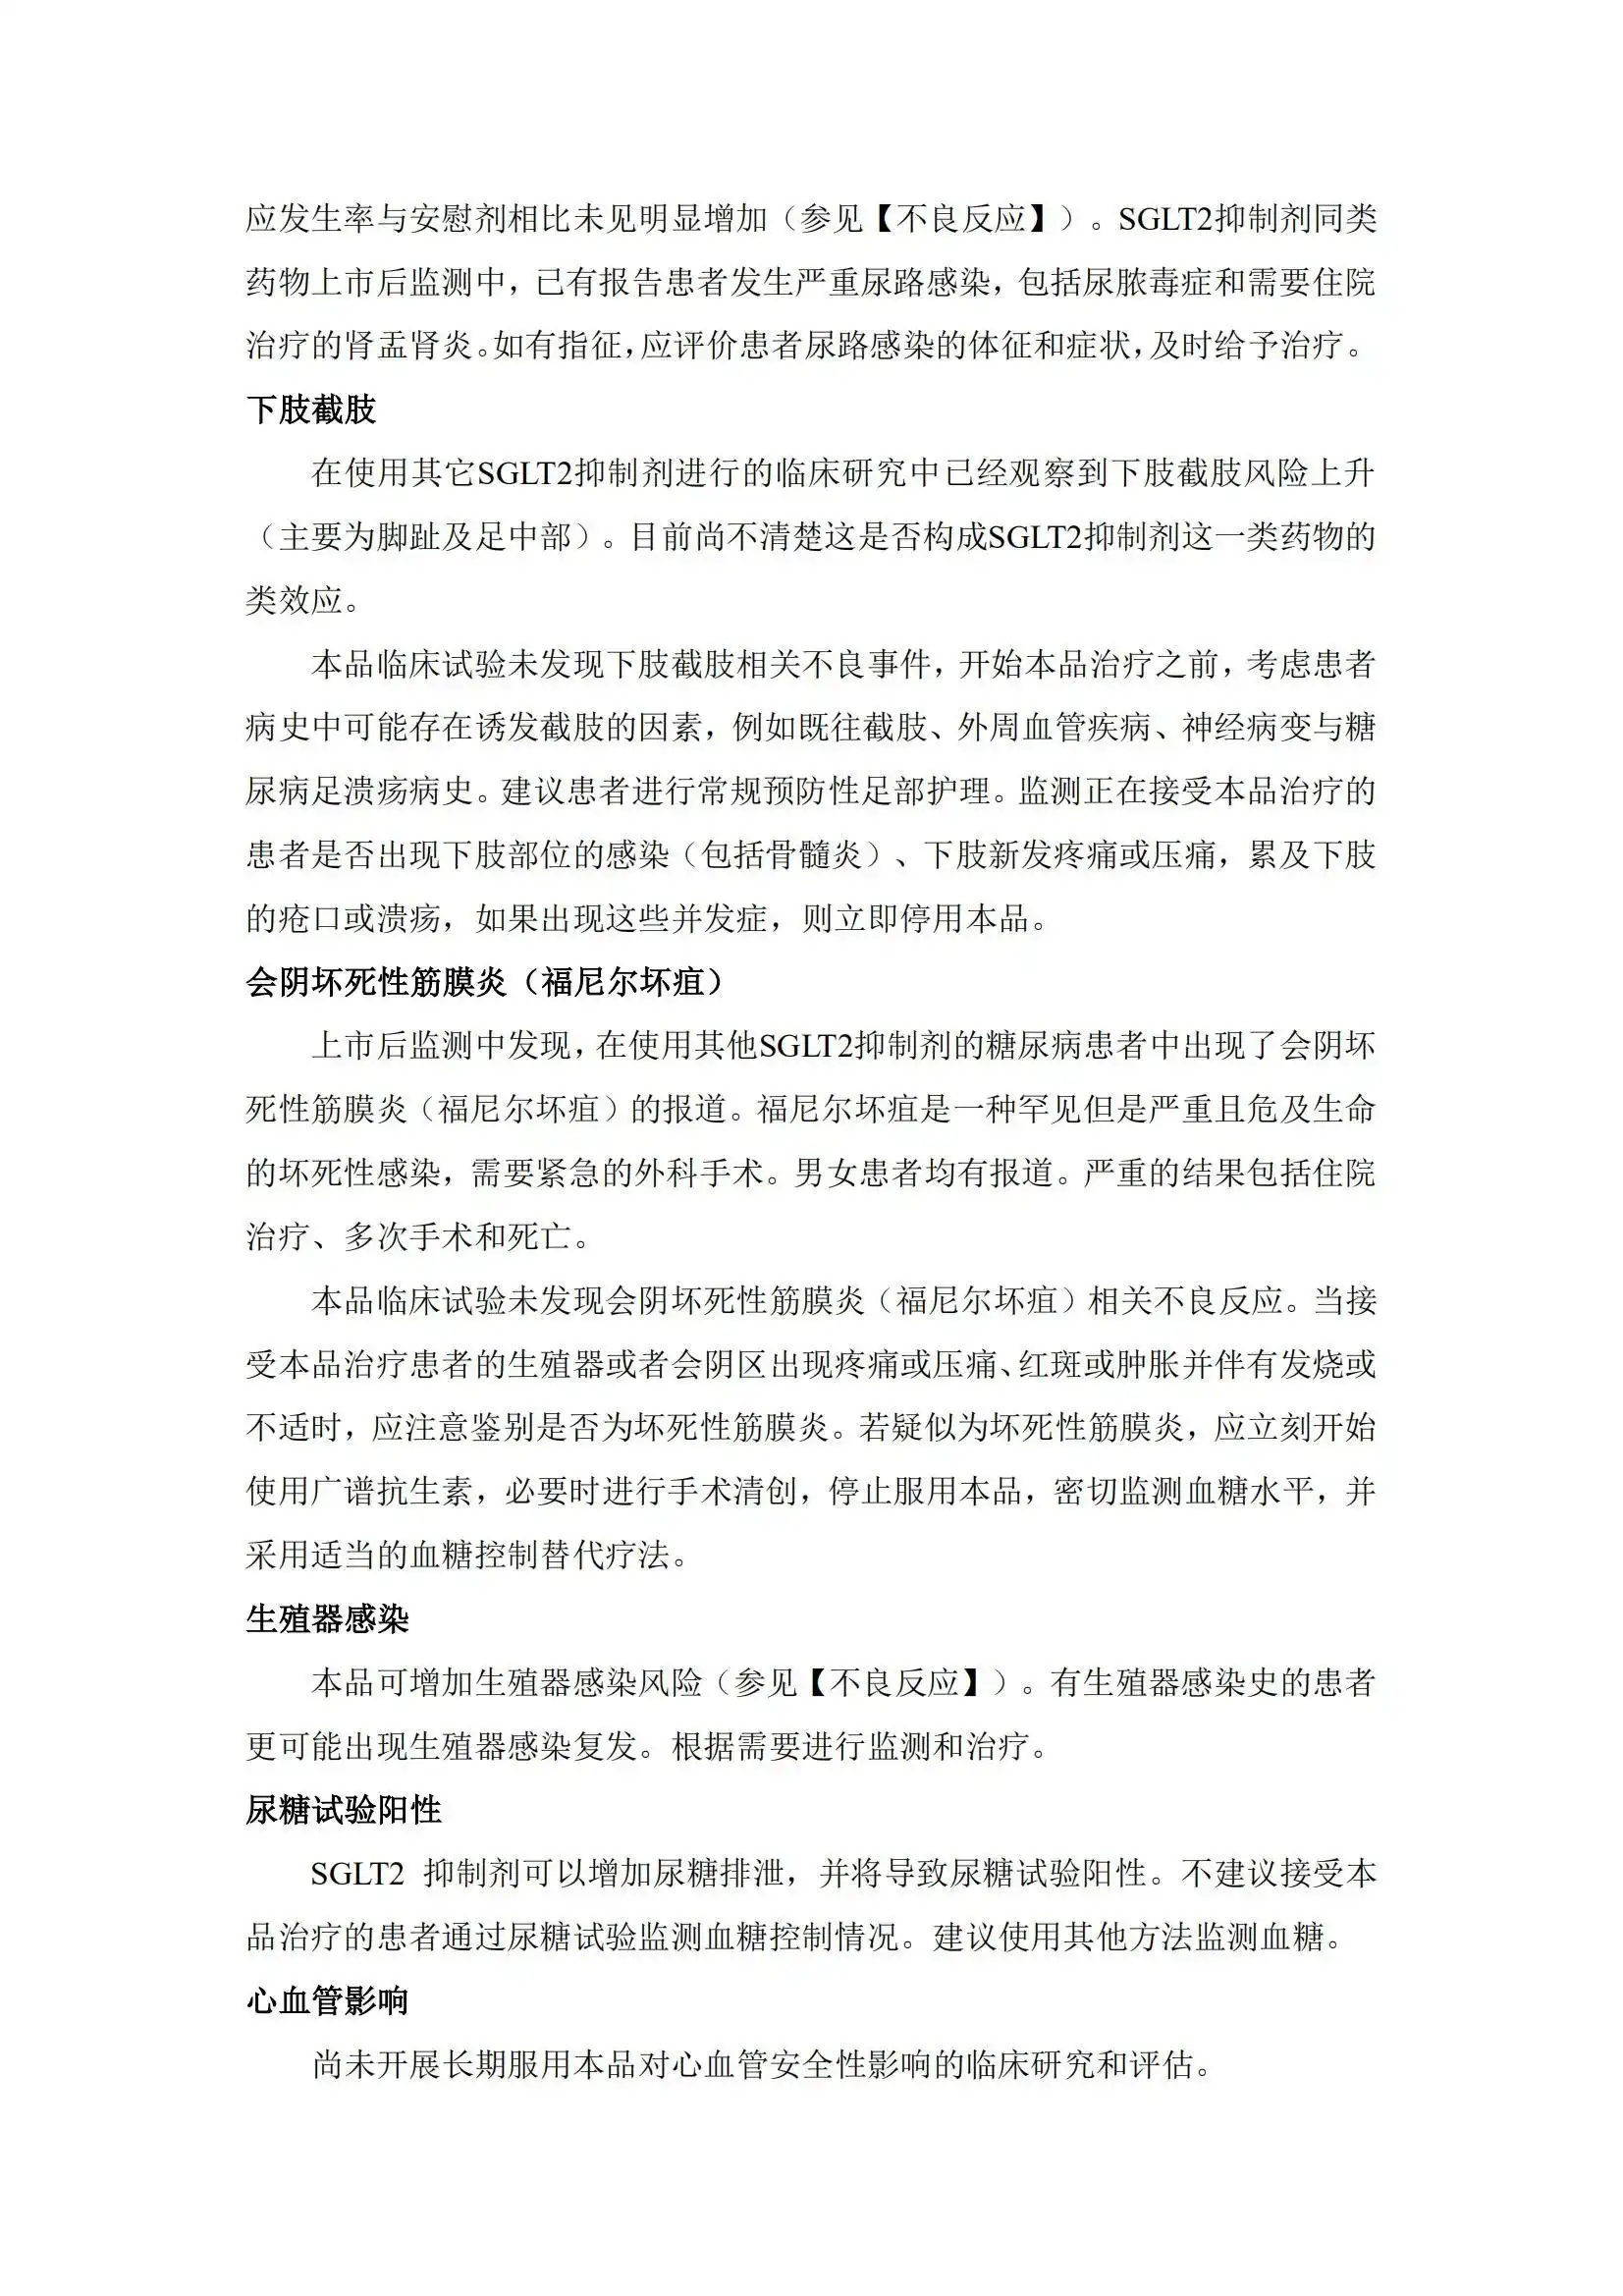 应发生率与安慰剂相比未见明显增加（参见【不良反应】）。SGLT2抑制剂同类
药物上市后监测中，已有报告患者发生严重尿路感染，包括尿脓毒症和需要住院
治疗的肾盂肾炎。如有指征，应评价患者尿路感染的体征和症状，及时给予治疗。
下肢截肢
在使用其它SGLT2抑制剂进行的临床研究中已经观察到下肢截肢风险上升
（主要为脚趾及足中部）。目前尚不清楚这是否构成SGLT2抑制剂这一类药物的
类效应。
本品临床试验未发现下肢截肢相关不良事件，开始本品治疗之前，考虑患者
病史中可能存在诱发截肢的因素，例如既往截肢、外周血管疾病、神经病变与糖
尿病足溃疡病史。建议患者进行常规预防性足部护理。监测正在接受本品治疗的
患者是否出现下肢部位的感染（包括骨髓炎）、下肢新发疼痛或压痛，累及下肢
的疮口或溃疡，如果出现这些并发症，则立即停用本品。
会阴坏死性筋膜炎（福尼尔坏疽）
上市后监测中发现，在使用其他SGLT2抑制剂的糖尿病患者中出现了会阴坏
死性筋膜炎（福尼尔坏疽）的报道。福尼尔坏疽是一种罕见但是严重且危及生命
的坏死性感染，需要紧急的外科手术。男女患者均有报道。严重的结果包括住院
治疗、多次手术和死亡。
本品临床试验未发现会阴坏死性筋膜炎（福尼尔坏疽）相关不良反应。当接
受本品治疗患者的生殖器或者会阴区出现疼痛或压痛、红斑或肿胀并伴有发烧或
不适时，应注意鉴别是否为坏死性筋膜炎。若疑似为坏死性筋膜炎，应立刻开始
使用广谱抗生素，必要时进行手术清创，停止服用本品，密切监测血糖水平，并
采用适当的血糖控制替代疗法。
生殖器感染
本品可增加生殖器感染风险（参见【不良反应】）。有生殖器感染史的患者
更可能出现生殖器感染复发。根据需要进行监测和治疗。
尿糖试验阳性
SGLT2 抑制剂可以增加尿糖排泄，并将导致尿糖试验阳性。不建议接受本
品治疗的患者通过尿糖试验监测血糖控制情况。建议使用其他方法监测血糖。
心血管影响
尚未开展长期服用本品对心血管安全性影响的临床研究和评估。